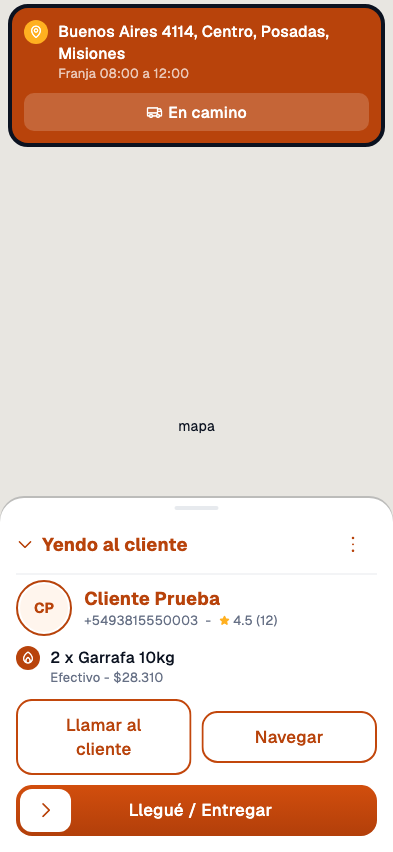 Buenos Aires 4114, Centro, Posadas,
Misiones
Franja 08:00 a 12:00
En camino
mapa
Yendo al cliente
CP
Cliente Prueba
+5493815550003 - 4.5 (12)
2 x Garrafa 10kg
Efectivo - $28.310
Llamar al
cliente
Navegar
Llegué / Entregar